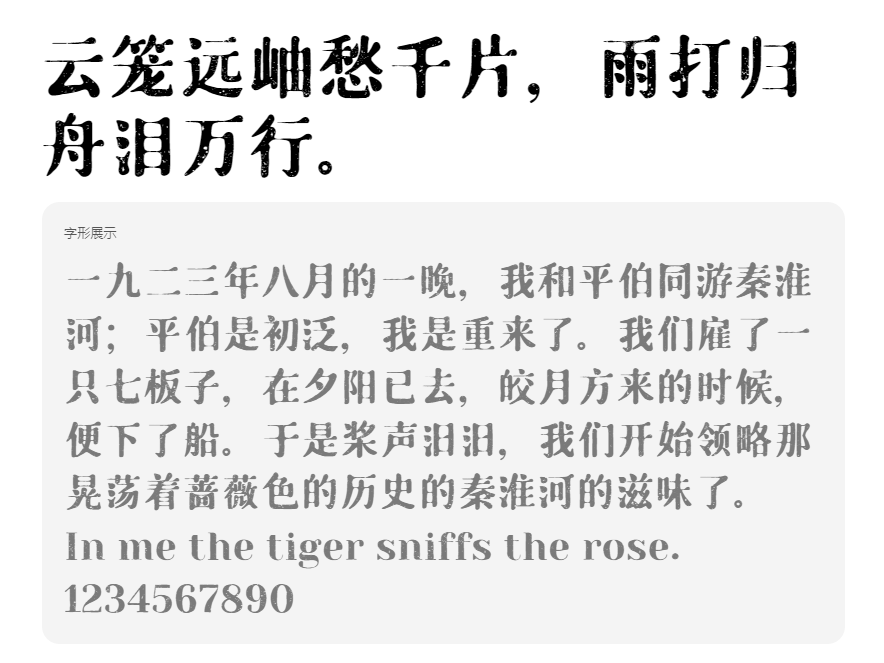 云笼远岫愁千片，雨打归
舟泪万行。
字形展示
一九二三年八月的一晚，我和平伯同游秦淮
河；平伯是初泛，我是重来了。我们雇了一
只七板子，在夕阳已去，皎月方来的时候，
便下了船。于是桨声汩汩，我们开始领略那
晃荡着蔷薇色的历史的秦淮河的滋味了。
In me the tiger sniffs the rose.
1234567890